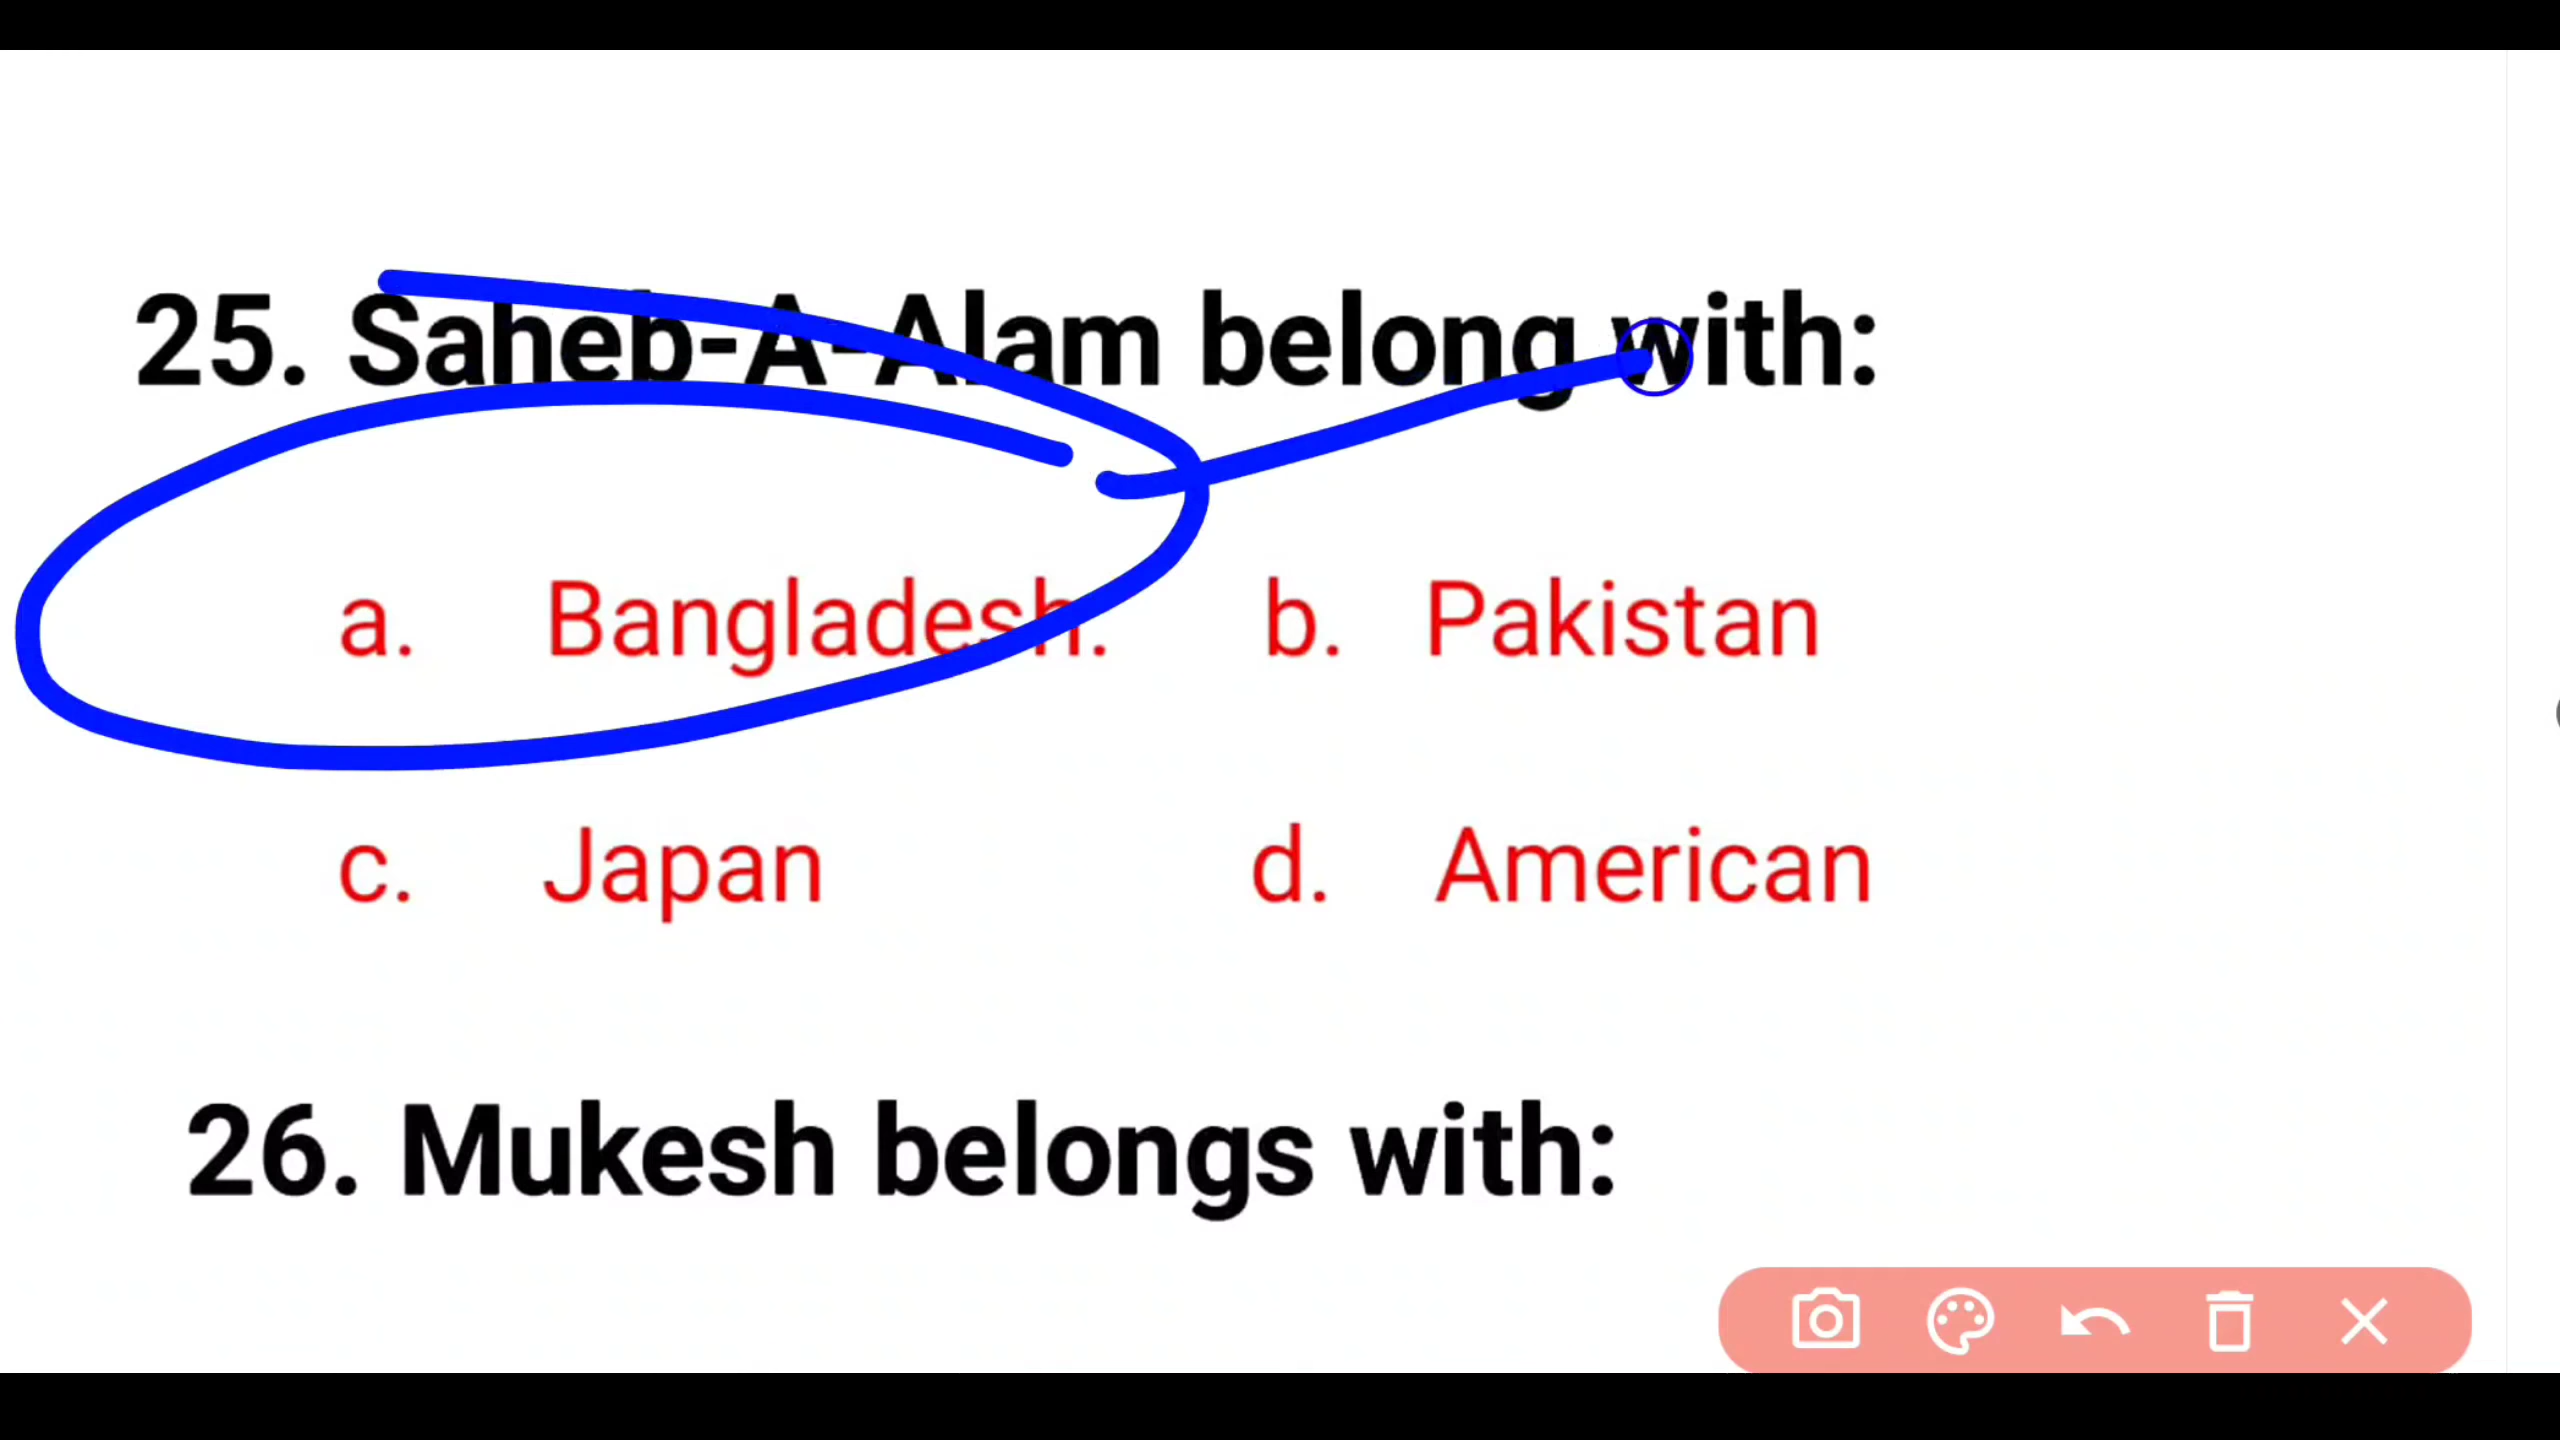 25. Saheb-A-Alam belong with:
a. Bangladesh. b. Pakistan
c. Japan d. American
26. Mukesh belongs with: